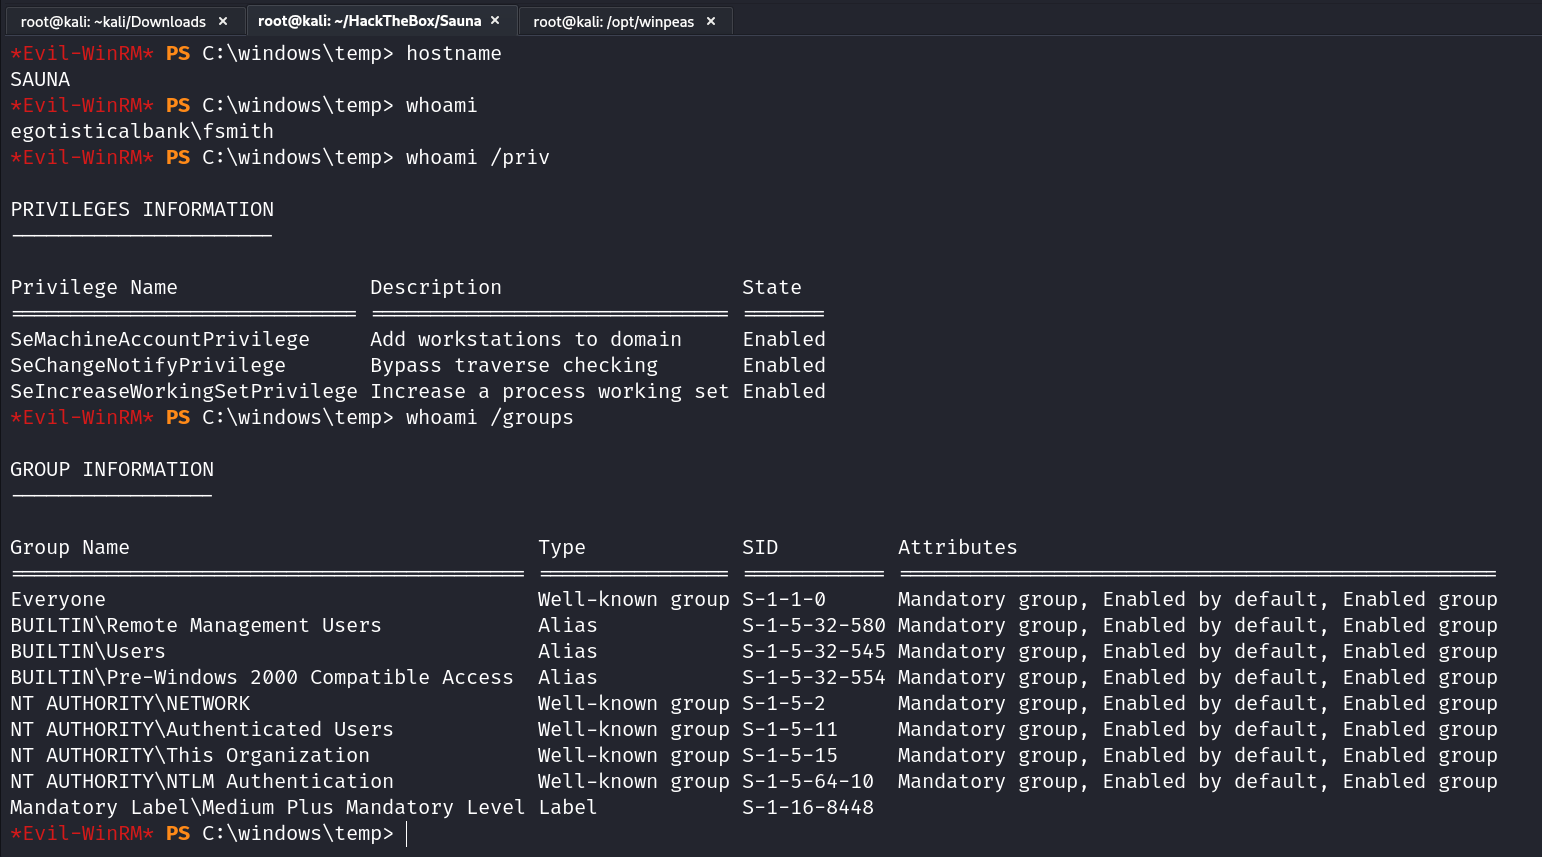 root@kali: ~kali/Downloads × root@kali: ~/HackTheBox/Sauna × root@kali: /opt/winpeas ×
*Evil-WinRM* PS C:\windows\temp> hostname
SAUNA
*Evil-WinRM* PS C:\windows\temp> whoami
egotisticalbank\fsmith
*Evil-WinRM* PS C:\windows\temp> whoami /priv
PRIVILEGES INFORMATION
----------------------
Privilege Name                Description                    State
============================= ============================== =======
SeMachineAccountPrivilege     Add workstations to domain     Enabled
SeChangeNotifyPrivilege       Bypass traverse checking       Enabled
SeIncreaseWorkingSetPrivilege Increase a process working set Enabled
*Evil-WinRM* PS C:\windows\temp> whoami /groups
GROUP INFORMATION
-----------------
Group Name                                  Type             SID          Attributes
=========================================== ================ ============ ==================================================
Everyone                                    Well-known group S-1-1-0      Mandatory group, Enabled by default, Enabled group
BUILTIN\Remote Management Users             Alias            S-1-5-32-580 Mandatory group, Enabled by default, Enabled group
BUILTIN\Users                               Alias            S-1-5-32-545 Mandatory group, Enabled by default, Enabled group
BUILTIN\Pre-Windows 2000 Compatible Access  Alias            S-1-5-32-554 Mandatory group, Enabled by default, Enabled group
NT AUTHORITY\NETWORK                        Well-known group S-1-5-2      Mandatory group, Enabled by default, Enabled group
NT AUTHORITY\Authenticated Users            Well-known group S-1-5-11     Mandatory group, Enabled by default, Enabled group
NT AUTHORITY\This Organization              Well-known group S-1-5-15     Mandatory group, Enabled by default, Enabled group
NT AUTHORITY\NTLM Authentication            Well-known group S-1-5-64-10  Mandatory group, Enabled by default, Enabled group
Mandatory Label\Medium Plus Mandatory Level Label            S-1-16-8448
*Evil-WinRM* PS C:\windows\temp>